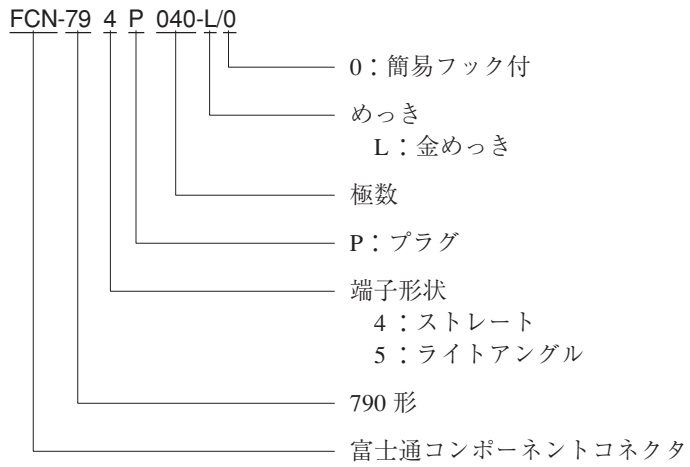 FCN-79 4 P 040-L/0
0：簡易フック付
めっき
L：金めっき
極数
P：プラグ
端子形状
4：ストレート
5：ライトアングル
790 形
富士通コンポーネントコネクタ